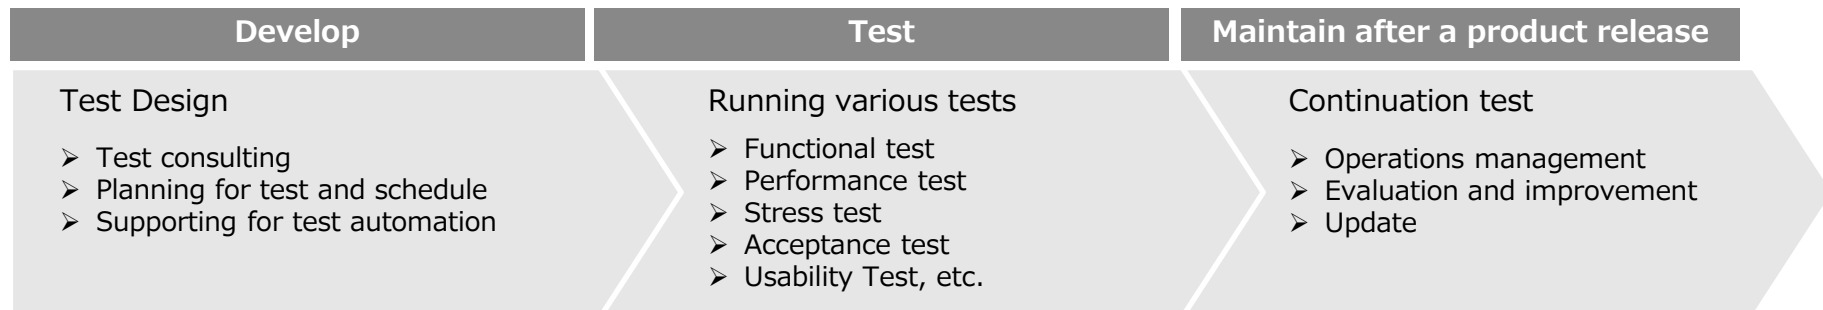 Develop
Test Design
➢ Test consulting
➢ Planning for test and schedule
➢ Supporting for test automation
Test
Running various tests
➢ Functional test
➢ Performance test
➢ Stress test
➢ Acceptance test
➢ Usability Test, etc.
Maintain after a product release
Continuation test
➢ Operations management
➢ Evaluation and improvement
➢ Update